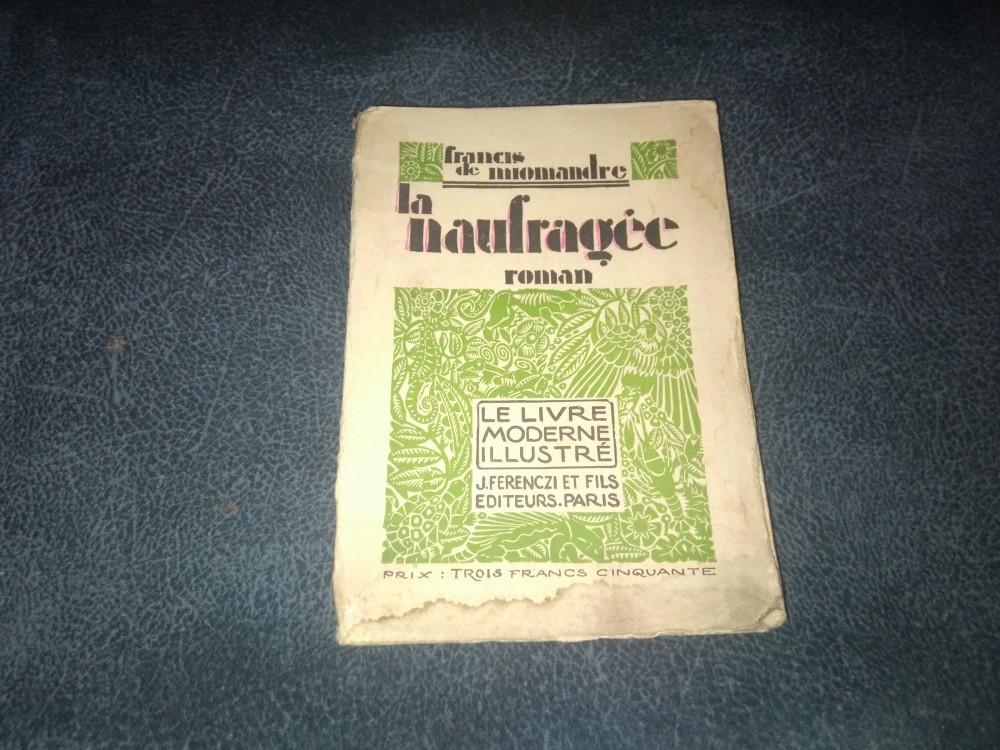 francis
de miomandre
la
naufragée
roman
LE LIVRE
MODERNE
ILLUSTRÉ
J. FERENCZI ET FILS
EDITEURS. PARIS
PRIX : TROIS FRANCS CINQUANTE